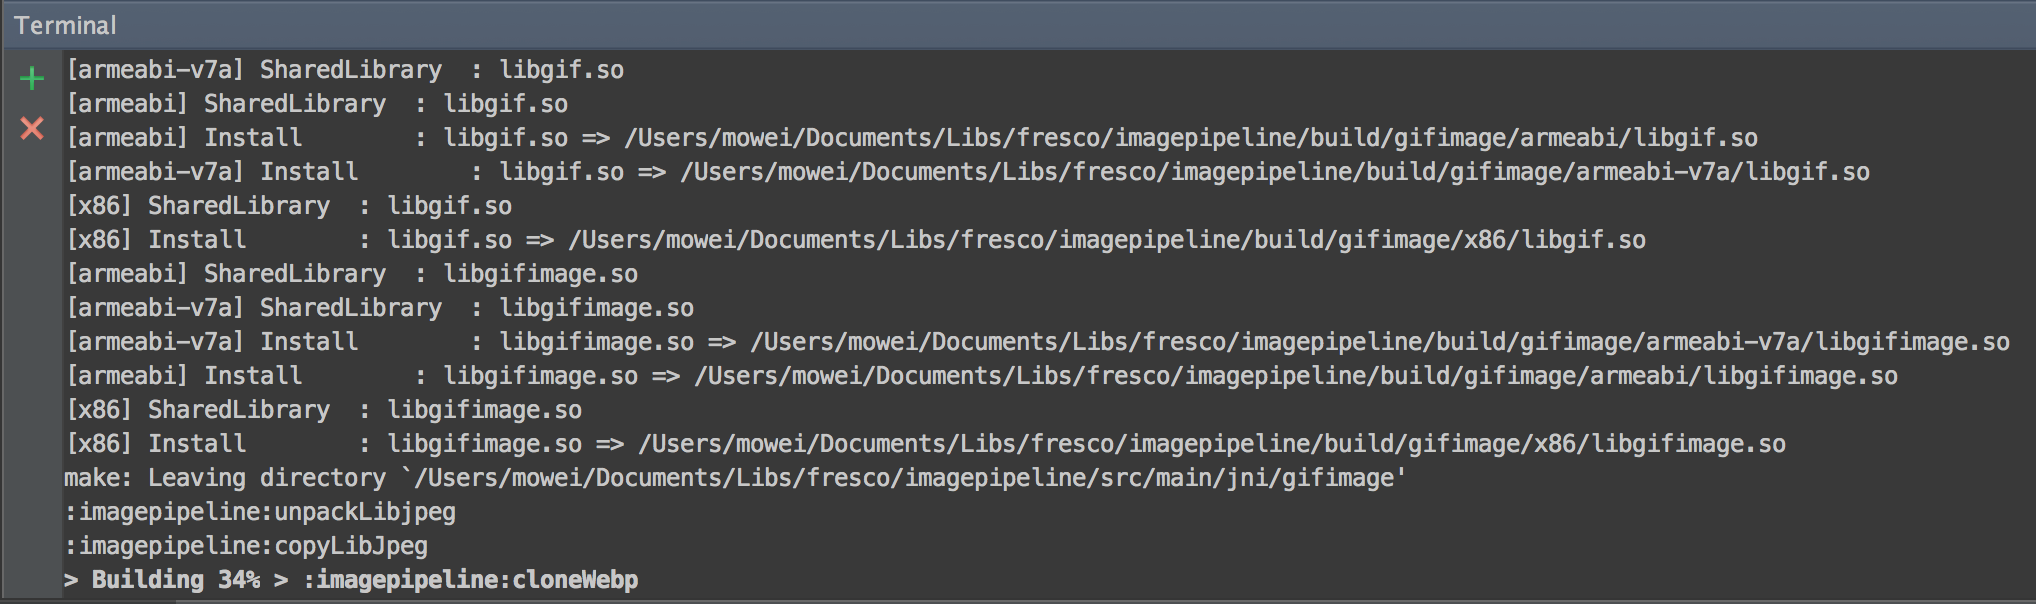 Terminal
[armeabi-v7a] SharedLibrary  : libgif.so
[armeabi] SharedLibrary  : libgif.so
[armeabi] Install        : libgif.so => /Users/mowei/Documents/Libs/fresco/imagepipeline/build/gifimage/armeabi/libgif.so
[armeabi-v7a] Install        : libgif.so => /Users/mowei/Documents/Libs/fresco/imagepipeline/build/gifimage/armeabi-v7a/libgif.so
[x86] SharedLibrary  : libgif.so
[x86] Install        : libgif.so => /Users/mowei/Documents/Libs/fresco/imagepipeline/build/gifimage/x86/libgif.so
[armeabi] SharedLibrary  : libgifimage.so
[armeabi-v7a] SharedLibrary  : libgifimage.so
[armeabi-v7a] Install        : libgifimage.so => /Users/mowei/Documents/Libs/fresco/imagepipeline/build/gifimage/armeabi-v7a/libgifimage.so
[armeabi] Install        : libgifimage.so => /Users/mowei/Documents/Libs/fresco/imagepipeline/build/gifimage/armeabi/libgifimage.so
[x86] SharedLibrary  : libgifimage.so
[x86] Install        : libgifimage.so => /Users/mowei/Documents/Libs/fresco/imagepipeline/build/gifimage/x86/libgifimage.so
make: Leaving directory `/Users/mowei/Documents/Libs/fresco/imagepipeline/src/main/jni/gifimage'
:imagepipeline:unpackLibjpeg
:imagepipeline:copyLibJpeg
> Building 34% > :imagepipeline:cloneWebp